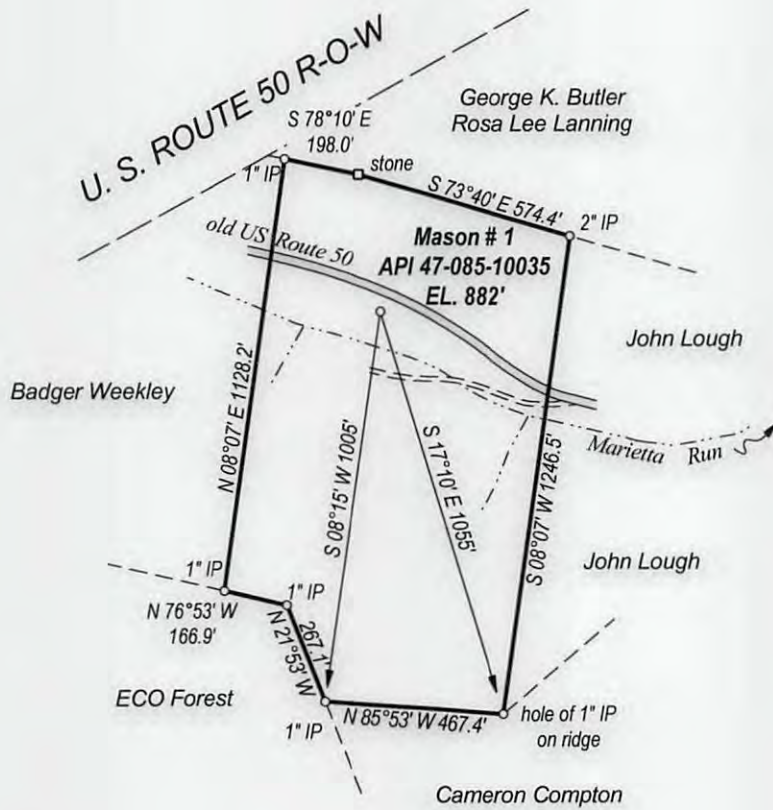 U. S. ROUTE 50 R-O-W
George K. Butler
Rosa Lee Lanning
S 78°10' E
198.0'
1" IP
stone
S 73°40' E 574.4'
2" IP
old US Route 50
Mason # 1
API 47-085-10035
EL. 882'
John Lough
Badger Weekley
N 08°07' E 1128.2'
S 08°15' W 1005'
S 17°10' E 1055'
S 08°07' W 1246.5'
Marietta Run
John Lough
1" IP
N 76°53' W
166.9'
1" IP
267.1'
N 21°53' W
ECO Forest
1" IP
N 85°53' W 467.4'
hole of 1" IP
on ridge
Cameron Compton